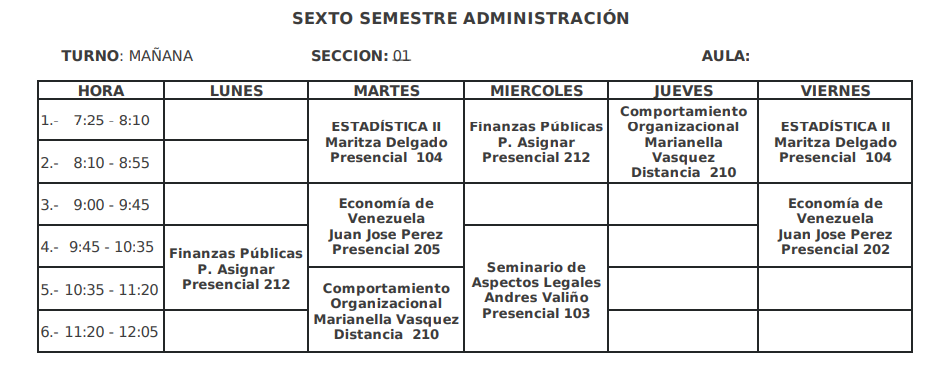 SEXTO SEMESTRE ADMINISTRACIÓN
TURNO: MAÑANA SECCION: 01 AULA:
HORA LUNES MARTES MIERCOLES JUEVES VIERNES
1.- 7:25 - 8:10
2.- 8:10 - 8:55
ESTADÍSTICA II
Maritza Delgado
Presencial 104
Finanzas Públicas
P. Asignar
Presencial 212
Comportamiento
Organizacional
Marianella
Vasquez
Distancia 210
ESTADÍSTICA II
Maritza Delgado
Presencial 104
3.- 9:00 - 9:45
4.- 9:45 - 10:35
Economía de
Venezuela
Juan Jose Perez
Presencial 205
Economía de
Venezuela
Juan Jose Perez
Presencial 202
Finanzas Públicas
P. Asignar
Presencial 212
Seminario de
Aspectos Legales
Andres Valiño
Presencial 103
5.- 10:35 - 11:20
6.- 11:20 - 12:05
Comportamiento
Organizacional
Marianella Vasquez
Distancia 210